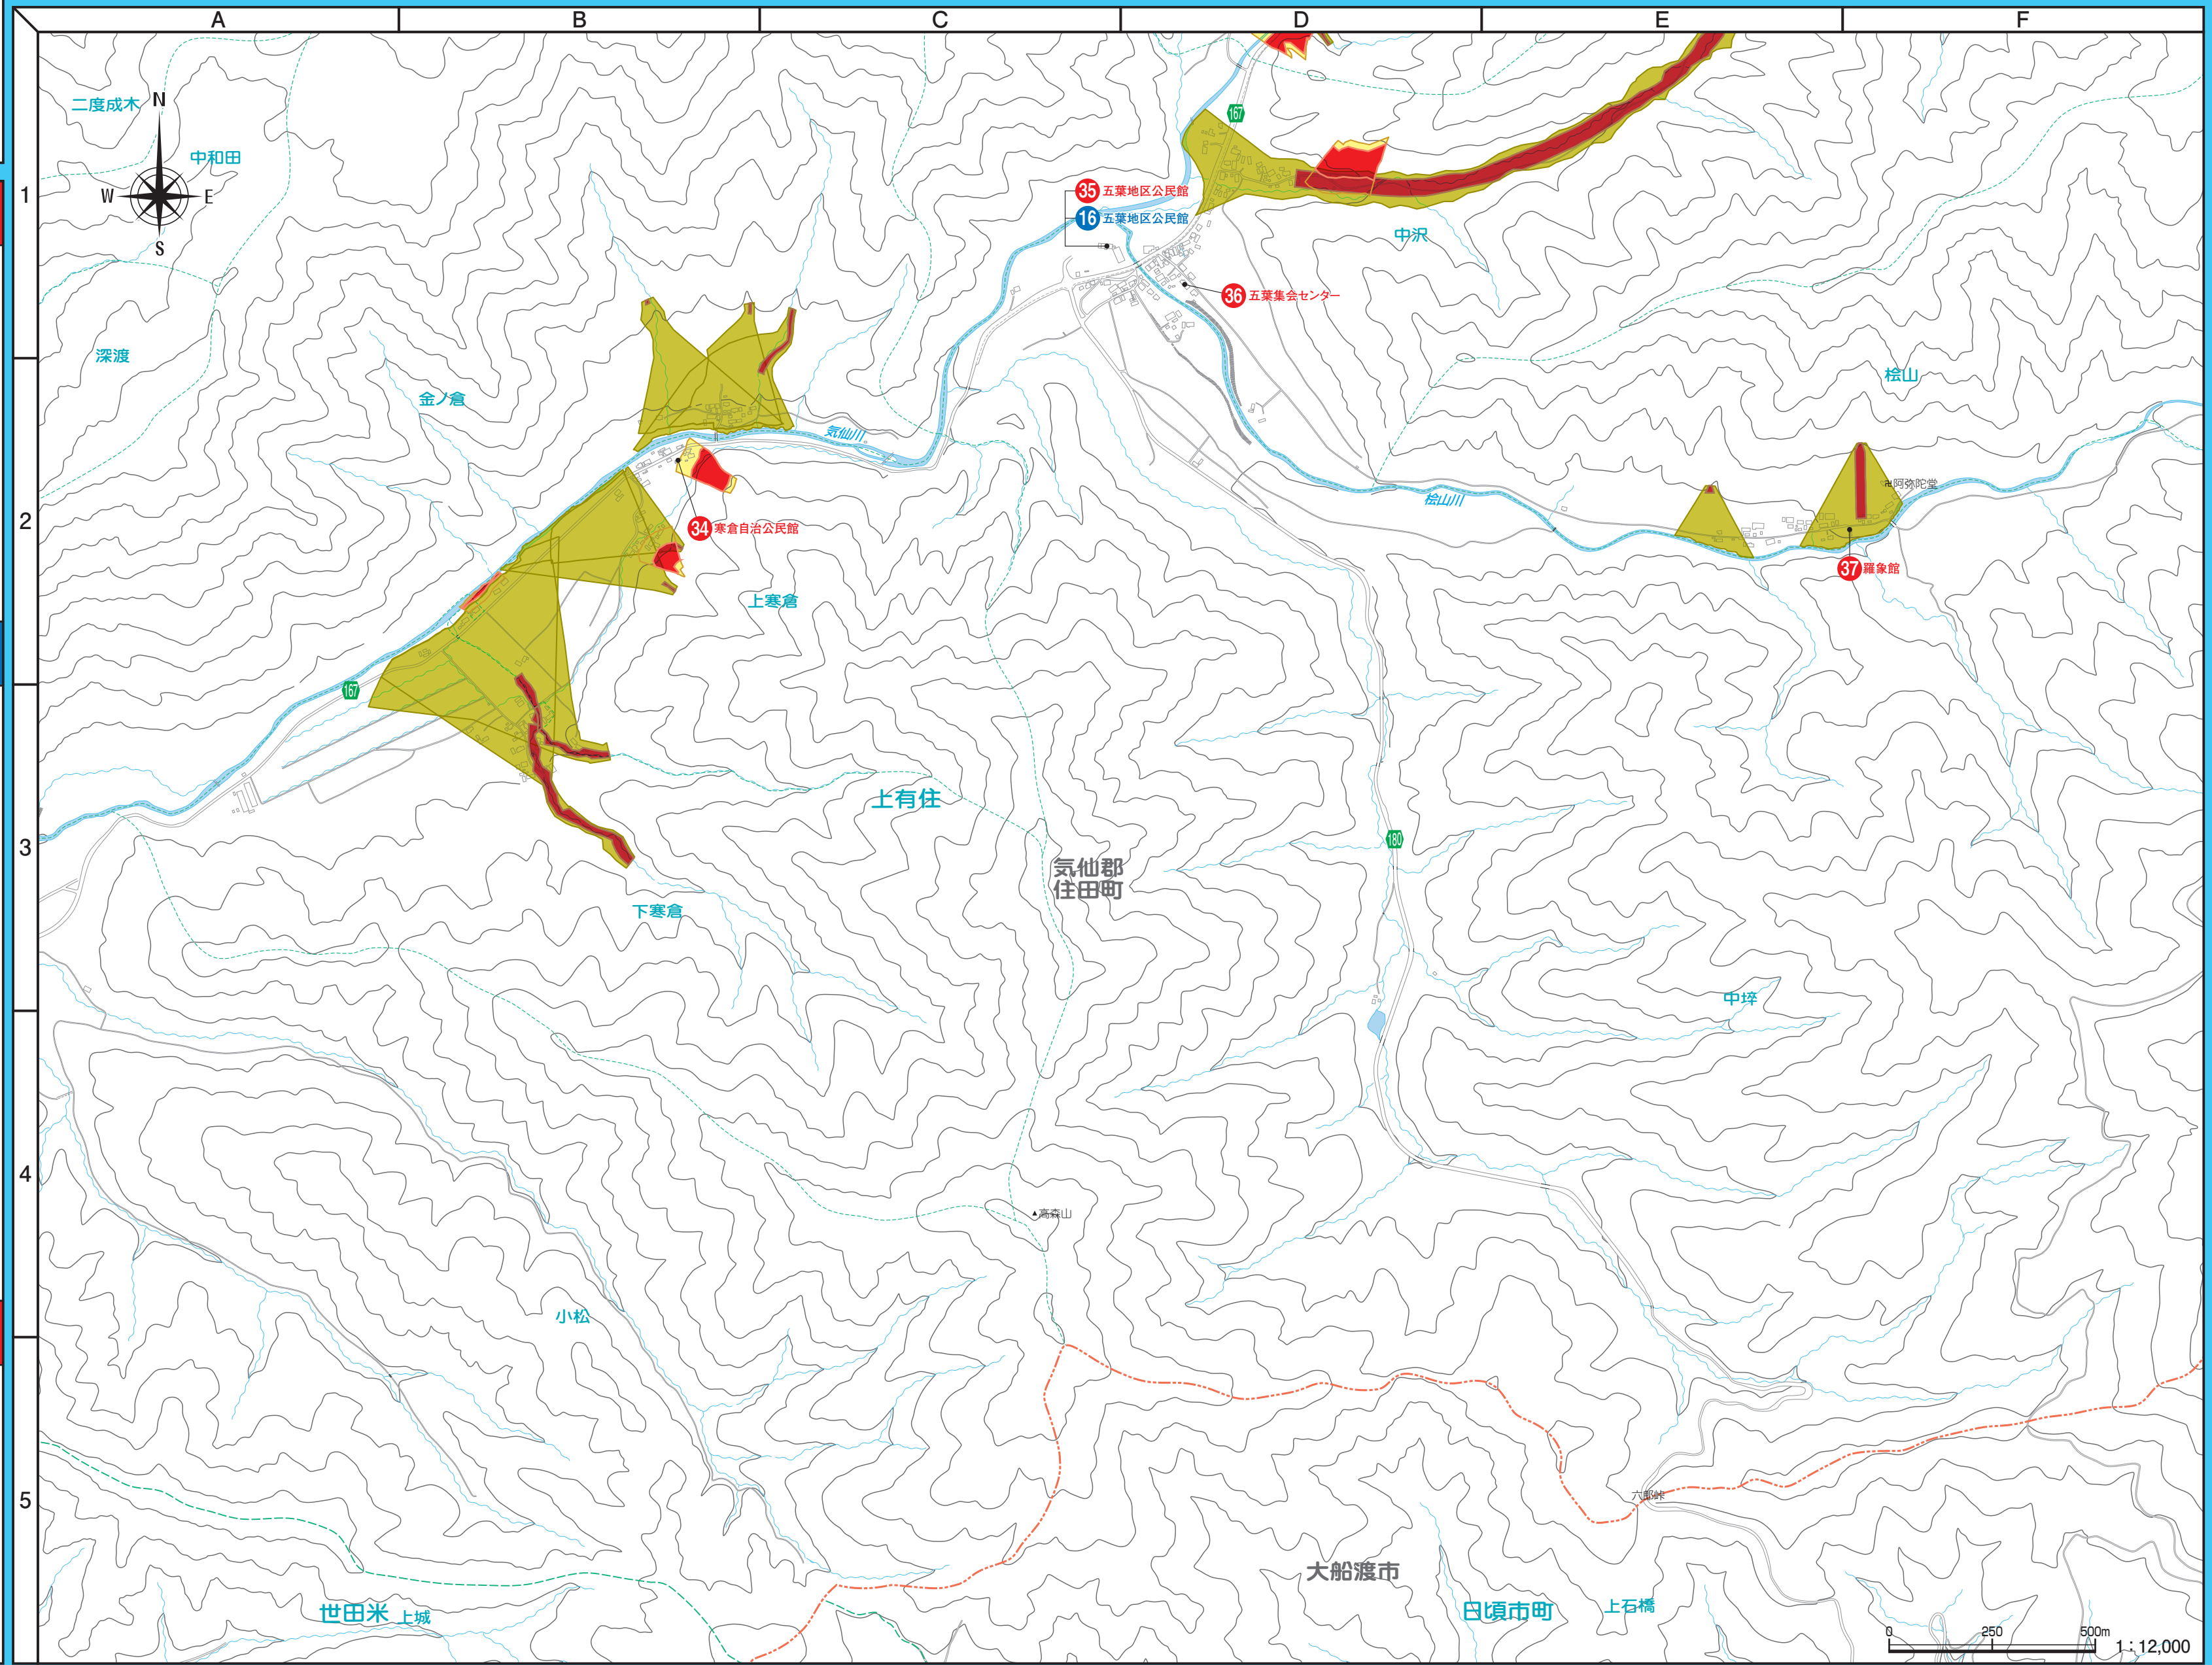 A
B
C
D
E
F
1
2
3
4
5
N
W
E
S
二度成木
中和田
深渡
金ノ倉
167
35 五葉地区公民館
16 五葉地区公民館
36 五葉集会センター
中沢
桧山
気仙川
桧山川
卍阿弥陀堂
34 寒倉自治公民館
37 羅象館
上寒倉
167
上有住
180
気仙郡
住田町
下寒倉
中埣
▲高森山
小松
六郎峠
大船渡市
世田米
上城
日頃市町
上石橋
0 250 500m
1:12,000